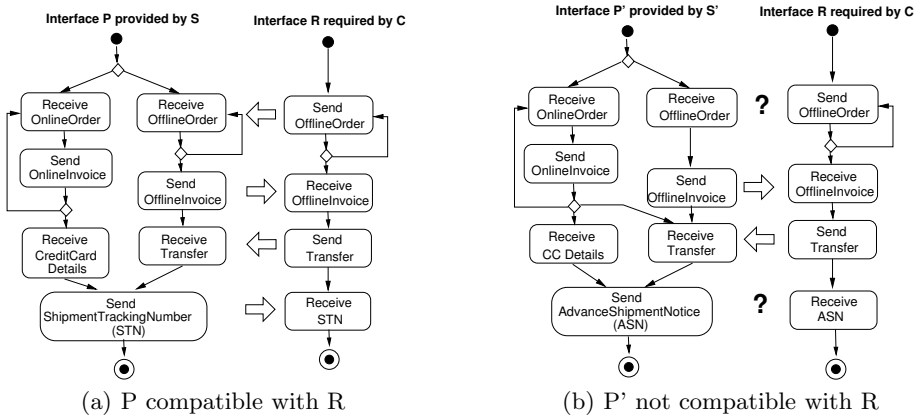 Interface P provided by S
Interface R required by C
Receive
OnlineOrder
Receive
OfflineOrder
Send
OfflineOrder
Send
OnlineInvoice
Send
OfflineInvoice
Receive
OfflineInvoice
Receive
CreditCard
Details
Receive
Transfer
Send
Transfer
Send
ShipmentTrackingNumber
(STN)
Receive
STN
(a) P compatible with R
Interface P' provided by S'
Interface R required by C
Receive
OnlineOrder
Receive
OfflineOrder
?
Send
OfflineOrder
Send
OnlineInvoice
Send
OfflineInvoice
Receive
OfflineInvoice
Receive
CC Details
Receive
Transfer
Send
Transfer
Send
AdvanceShipmentNotice
(ASN)
?
Receive
ASN
(b) P' not compatible with R